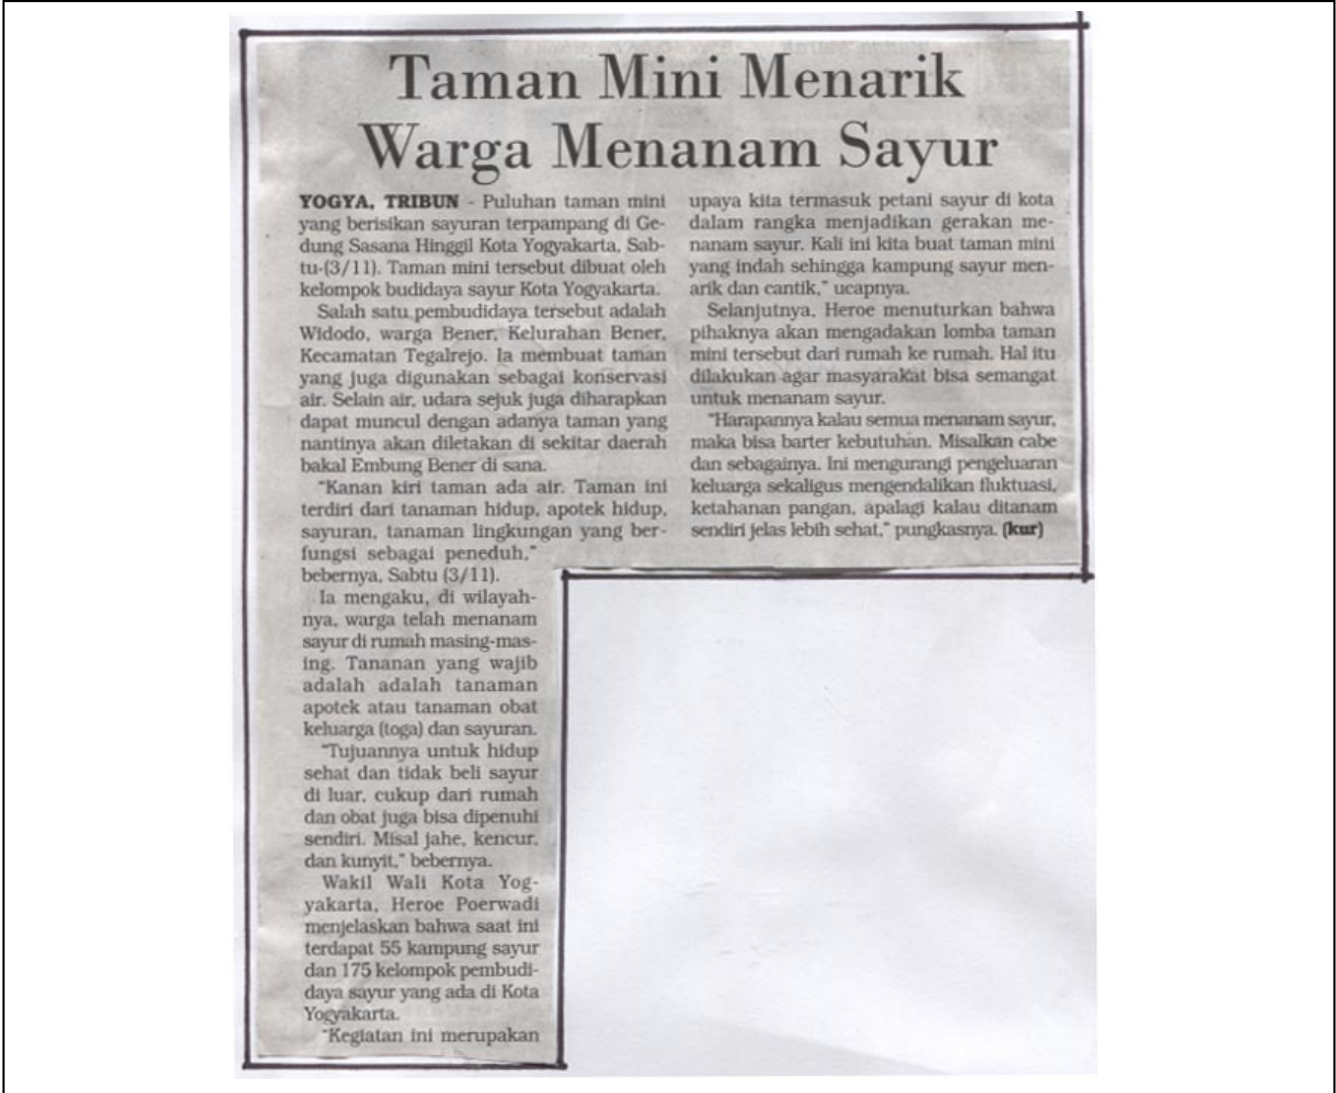 Taman Mini Menarik
Warga Menanam Sayur
YOGYA, TRIBUN - Puluhan taman mini
yang berisikan sayuran terpampang di Ge-
dung Sasana Hinggil Kota Yogyakarta, Sab-
tu-(3/11). Taman mini tersebut dibuat oleh
kelompok budidaya sayur Kota Yogyakarta.
Salah satu pembudidaya tersebut adalah
Widodo, warga Bener, Kelurahan Bener,
Kecamatan Tegalrejo. Ia membuat taman
yang juga digunakan sebagai konservasi
air. Selain air, udara sejuk juga diharapkan
dapat muncul dengan adanya taman yang
nantinya akan diletakan di sekitar daerah
bakal Embung Bener di sana.
"Kanan kiri taman ada air. Taman ini
terdiri dari tanaman hidup, apotek hidup,
sayuran, tanaman lingkungan yang ber-
fungsi sebagai peneduh,"
bebernya, Sabtu (3/11).
Ia mengaku, di wilayah-
nya, warga telah menanam
sayur di rumah masing-mas-
ing. Tananan yang wajib
adalah adalah tanaman
apotek atau tanaman obat
keluarga (toga) dan sayuran.
"Tujuannya untuk hidup
sehat dan tidak beli sayur
di luar, cukup dari rumah
dan obat juga bisa dipenuhi
sendiri. Misal jahe, kencur,
dan kunyit," bebernya.
Wakil Wali Kota Yog-
yakarta, Heroe Poerwadi
menjelaskan bahwa saat ini
terdapat 55 kampung sayur
dan 175 kelompok pembudi-
daya sayur yang ada di Kota
Yogyakarta.
"Kegiatan ini merupakan
upaya kita termasuk petani sayur di kota
dalam rangka menjadikan gerakan me-
nanam sayur. Kali ini kita buat taman mini
yang indah sehingga kampung sayur men-
arik dan cantik," ucapnya.
Selanjutnya, Heroe menuturkan bahwa
pihaknya akan mengadakan lomba taman
mini tersebut dari rumah ke rumah. Hal itu
dilakukan agar masyarakat bisa semangat
untuk menanam sayur.
"Harapannya kalau semua menanam sayur,
maka bisa barter kebutuhan. Misalkan cabe
dan sebagainya. Ini mengurangi pengeluaran
keluarga sekaligus mengendalikan fluktuasi,
ketahanan pangan, apalagi kalau ditanam
sendiri jelas lebih sehat," pungkasnya. (kur)